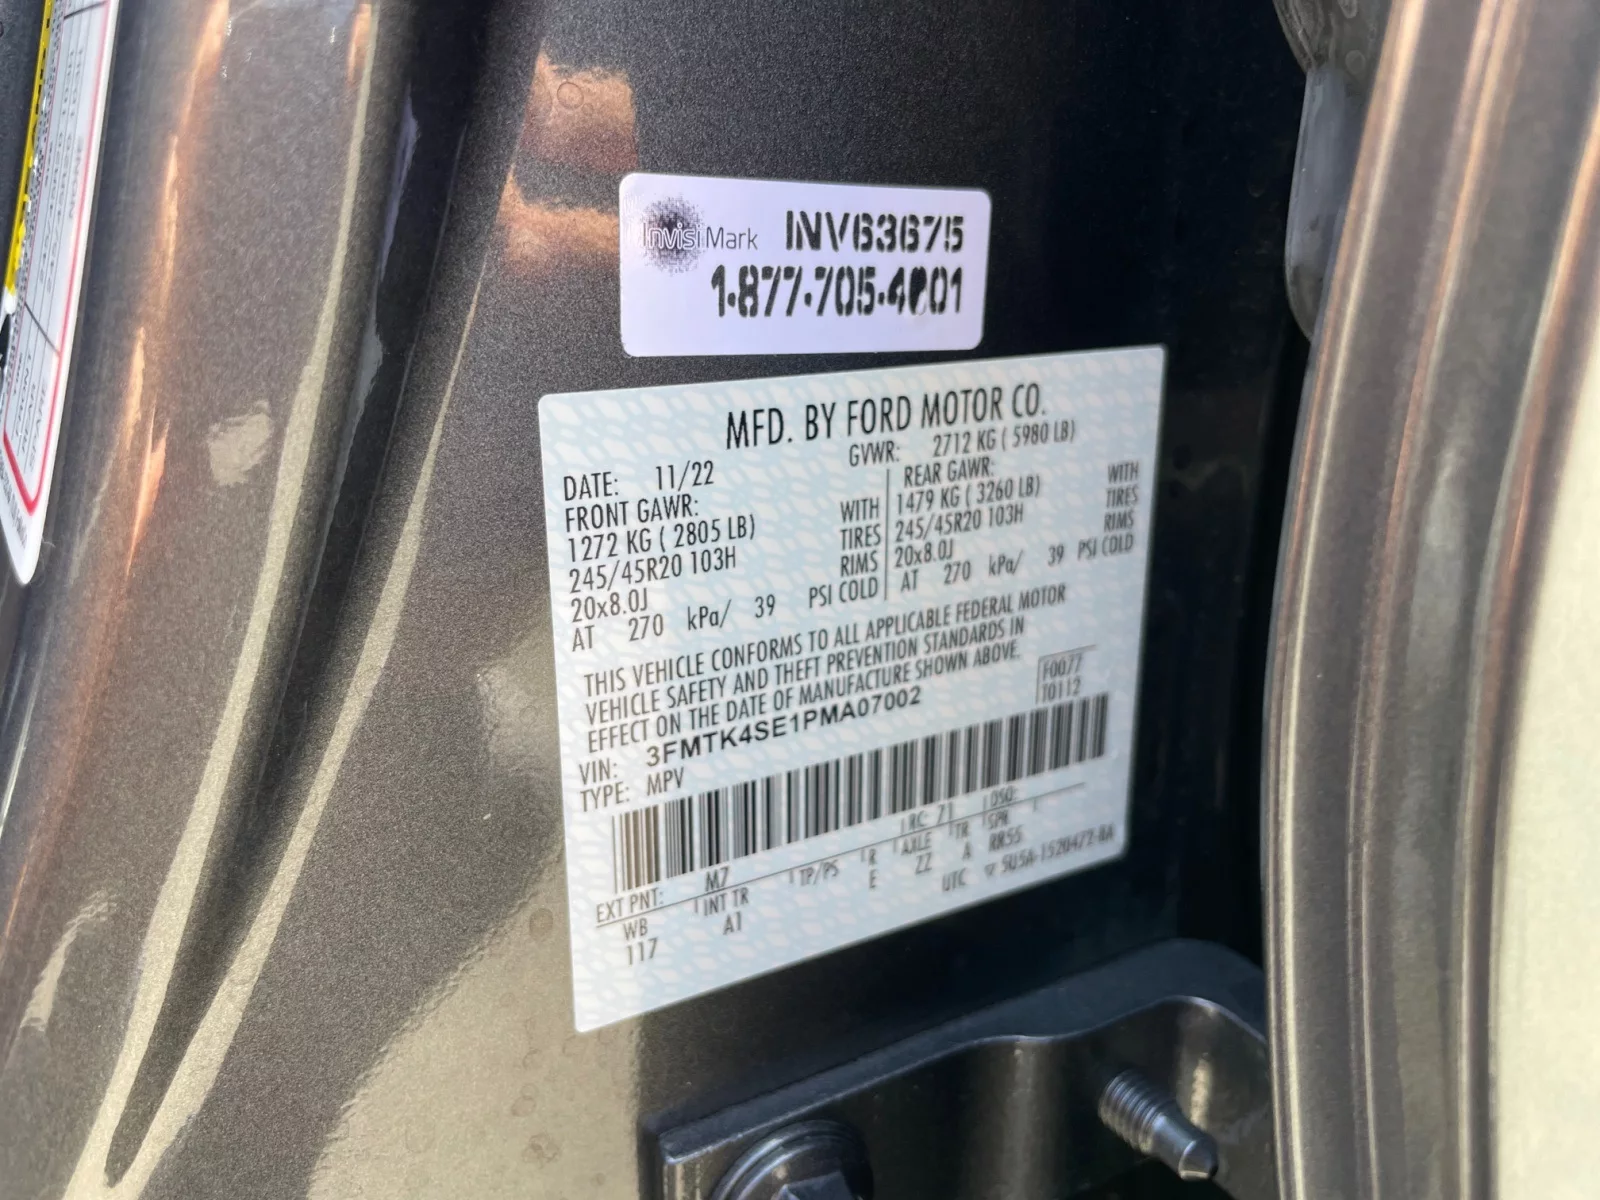 InvisiMark INV63675
1-877-705-4201
MFD. BY FORD MOTOR CO.
DATE: 11/22 GVWR: 2712 KG ( 5980 LB)
FRONT GAWR: REAR GAWR:
1272 KG ( 2805 LB) WITH 1479 KG ( 3260 LB) WITH
245/45R20 103H TIRES 245/45R20 103H TIRES
20x8.0J RIMS 20x8.0J RIMS
AT 270 kPa/ 39 PSI COLD AT 270 kPa/ 39 PSI COLD
THIS VEHICLE CONFORMS TO ALL APPLICABLE FEDERAL MOTOR
VEHICLE SAFETY AND THEFT PREVENTION STANDARDS IN
EFFECT ON THE DATE OF MANUFACTURE SHOWN ABOVE.
F0077
T0112
VIN: 3FMTK4SE1PMA07002
TYPE: MPV
EXT PNT: M7 RC: 71 DSO:
WB INT TR TP/PS R AXLE TR SPR
117 A1 E ZZ A RR55
UTC ▽ 5U5A-1520472-BA